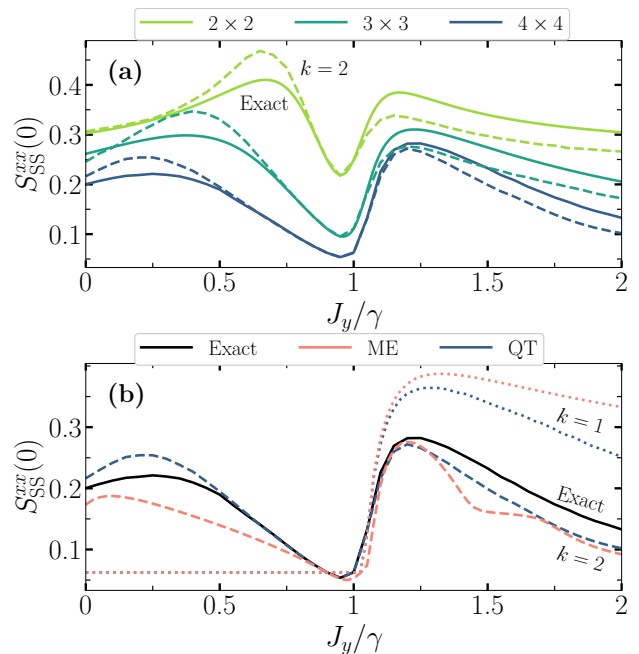 2 × 2 3 × 3 4 × 4
(a)
k = 2
Exact
0.4
0.3
0.2
0.1
S_SS^xx(0)
0 0.5 1 1.5 2
J_y/γ
Exact ME QT
(b)
k = 1
Exact
k = 2
0.3
0.2
0.1
S_SS^xx(0)
0 0.5 1 1.5 2
J_y/γ